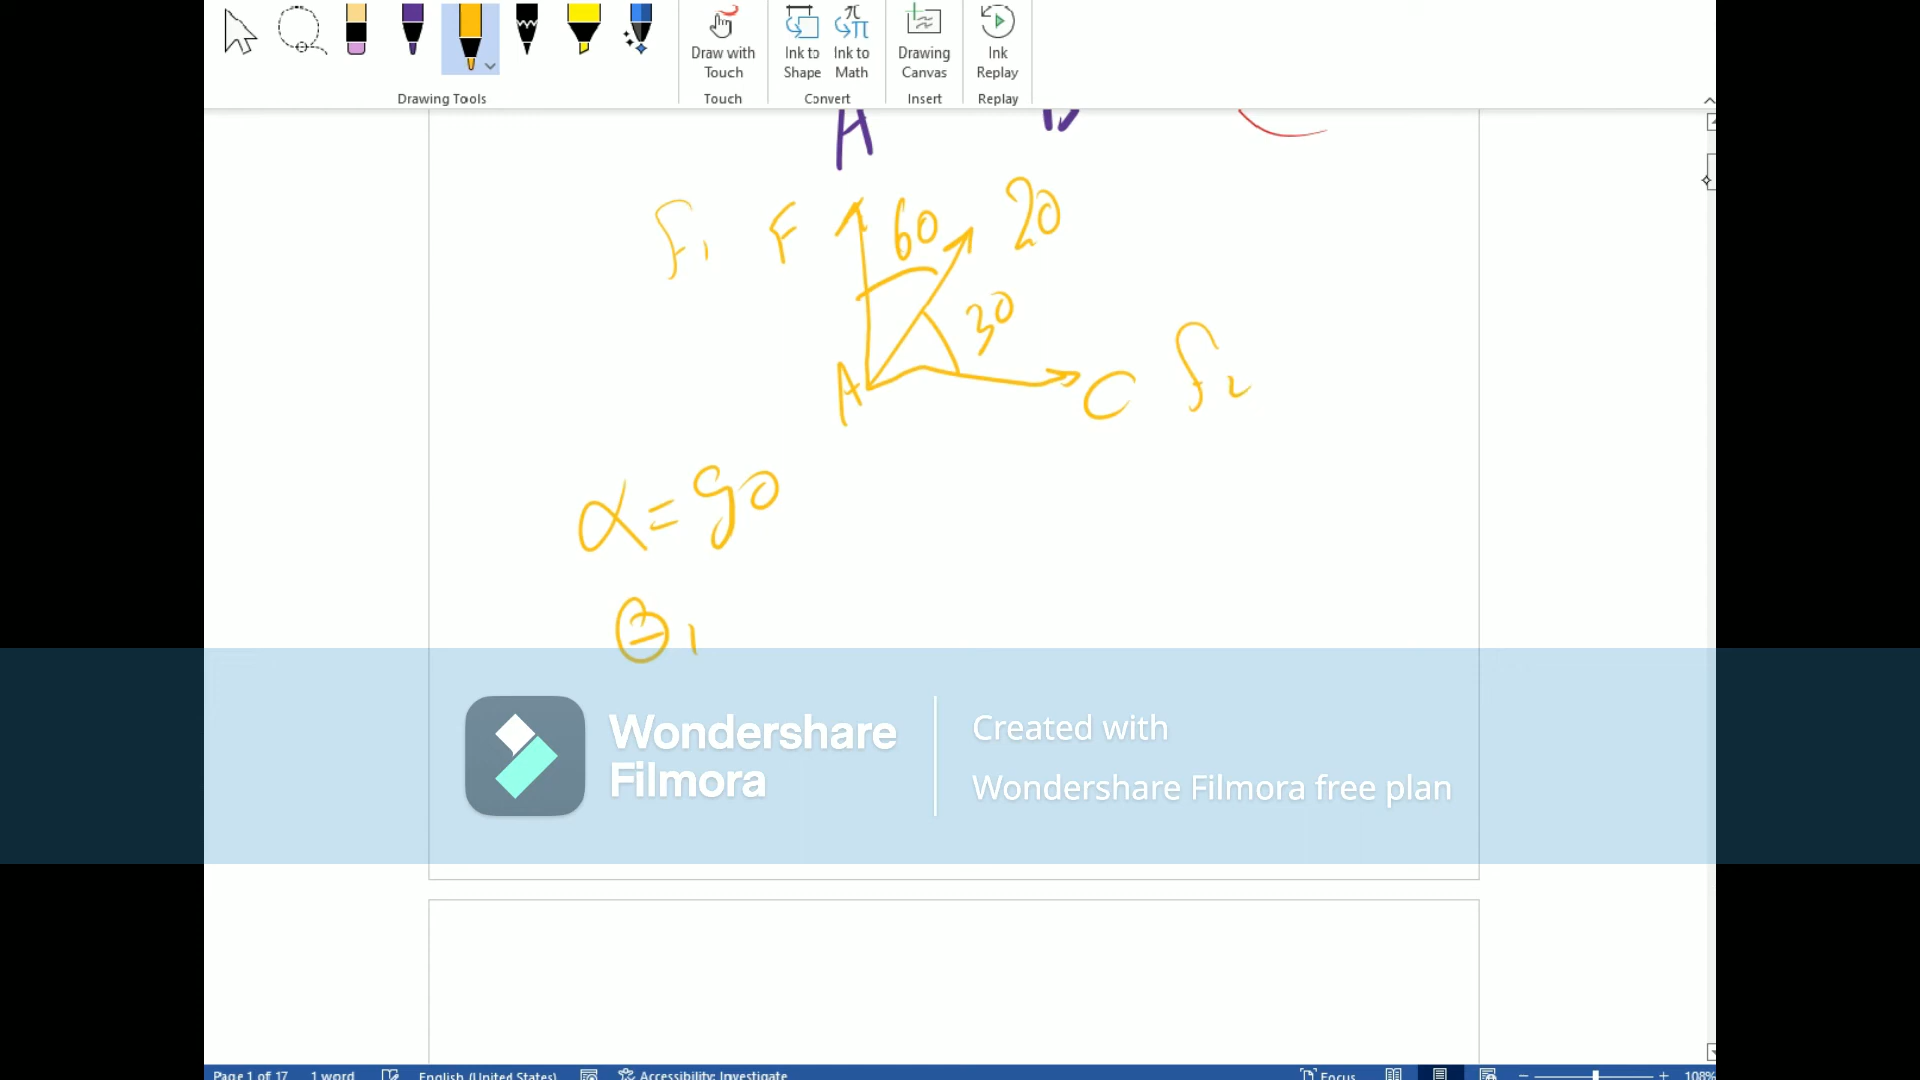 Draw with Touch
Ink to Shape
Ink to Math
Drawing Canvas
Ink Replay
Drawing Tools
Touch
Convert
Insert
Replay
A
f1 F 60 20
30
A C f2
α = 90
θ1
Wondershare Filmora
Created with
Wondershare Filmora free plan
Page 1 of 17 1 word English (United States) Accessibility: Investigate Focus 108%